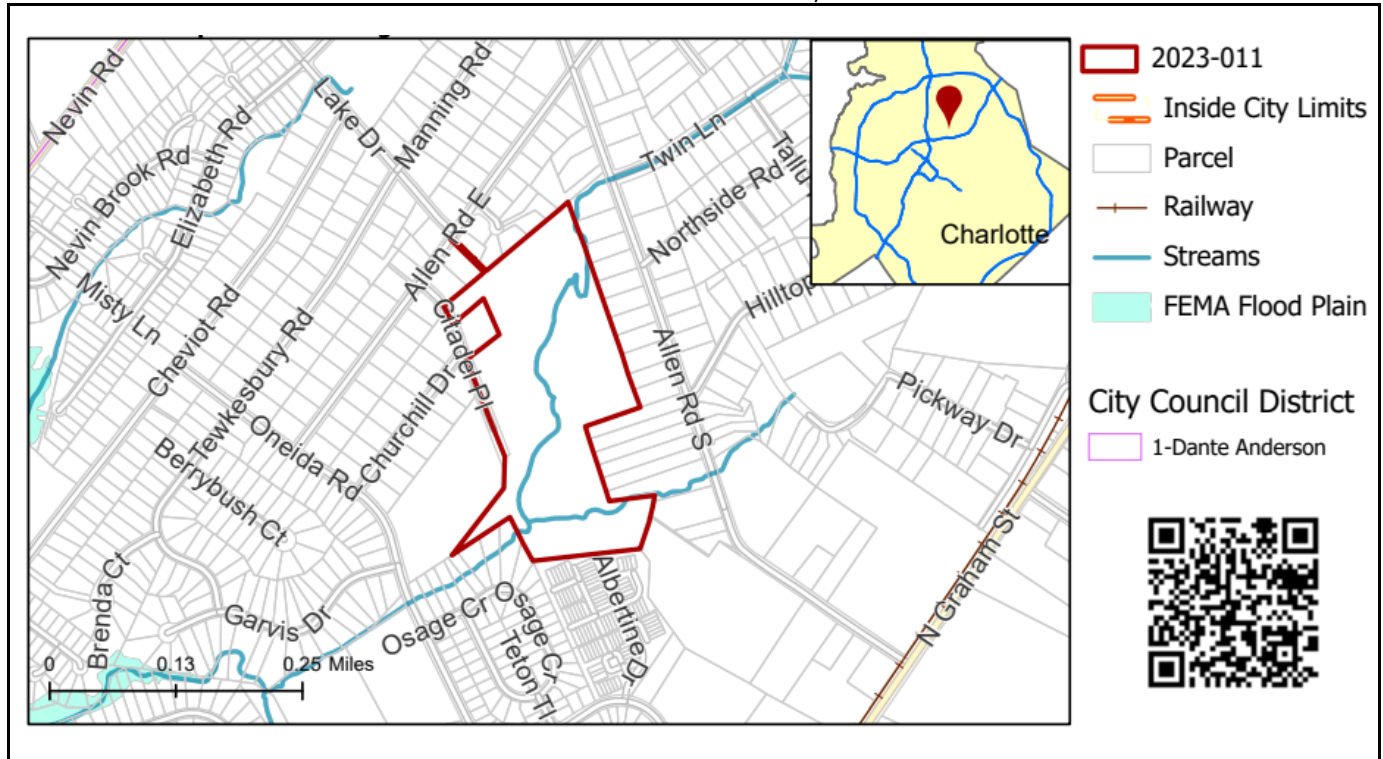 Nevin Rd
Lake Dr
Manning Rd
Elizabeth Rd
Nevin Brook Rd
Twin Ln
Northside Rd
Allen Rd E
Misty Ln
Cheviot Rd
Citadel Pl
Hilltop
Tewkesbury Rd
Churchill Dr
Allen Rd S
Pickway Dr
Oneida Rd
Berrybush Ct
N Graham St
Brenda Ct
Garvis Dr
Osage Cr
Osage Cr
Albertine Dr
Teton Tl
0 0.13 0.25 Miles
Charlotte
2023-011
Inside City Limits
Parcel
Railway
Streams
FEMA Flood Plain
City Council District
1-Dante Anderson